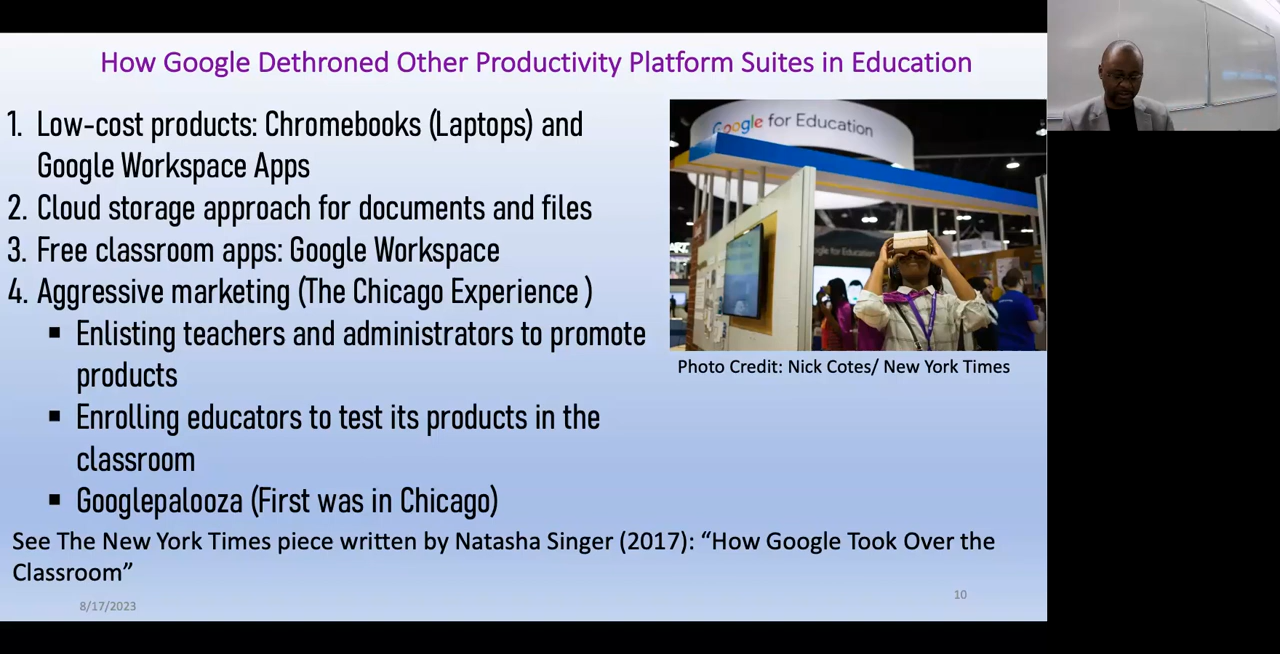 How Google Dethroned Other Productivity Platform Suites in Education
1. Low-cost products: Chromebooks (Laptops) and
Google Workspace Apps
2. Cloud storage approach for documents and files
3. Free classroom apps: Google Workspace
4. Aggressive marketing (The Chicago Experience )
▪ Enlisting teachers and administrators to promote
products
▪ Enrolling educators to test its products in the
classroom
▪ Googlepalooza (First was in Chicago)
Google for Education
gle for Education
Photo Credit: Nick Cotes/ New York Times
See The New York Times piece written by Natasha Singer (2017): “How Google Took Over the
Classroom”
8/17/2023
10